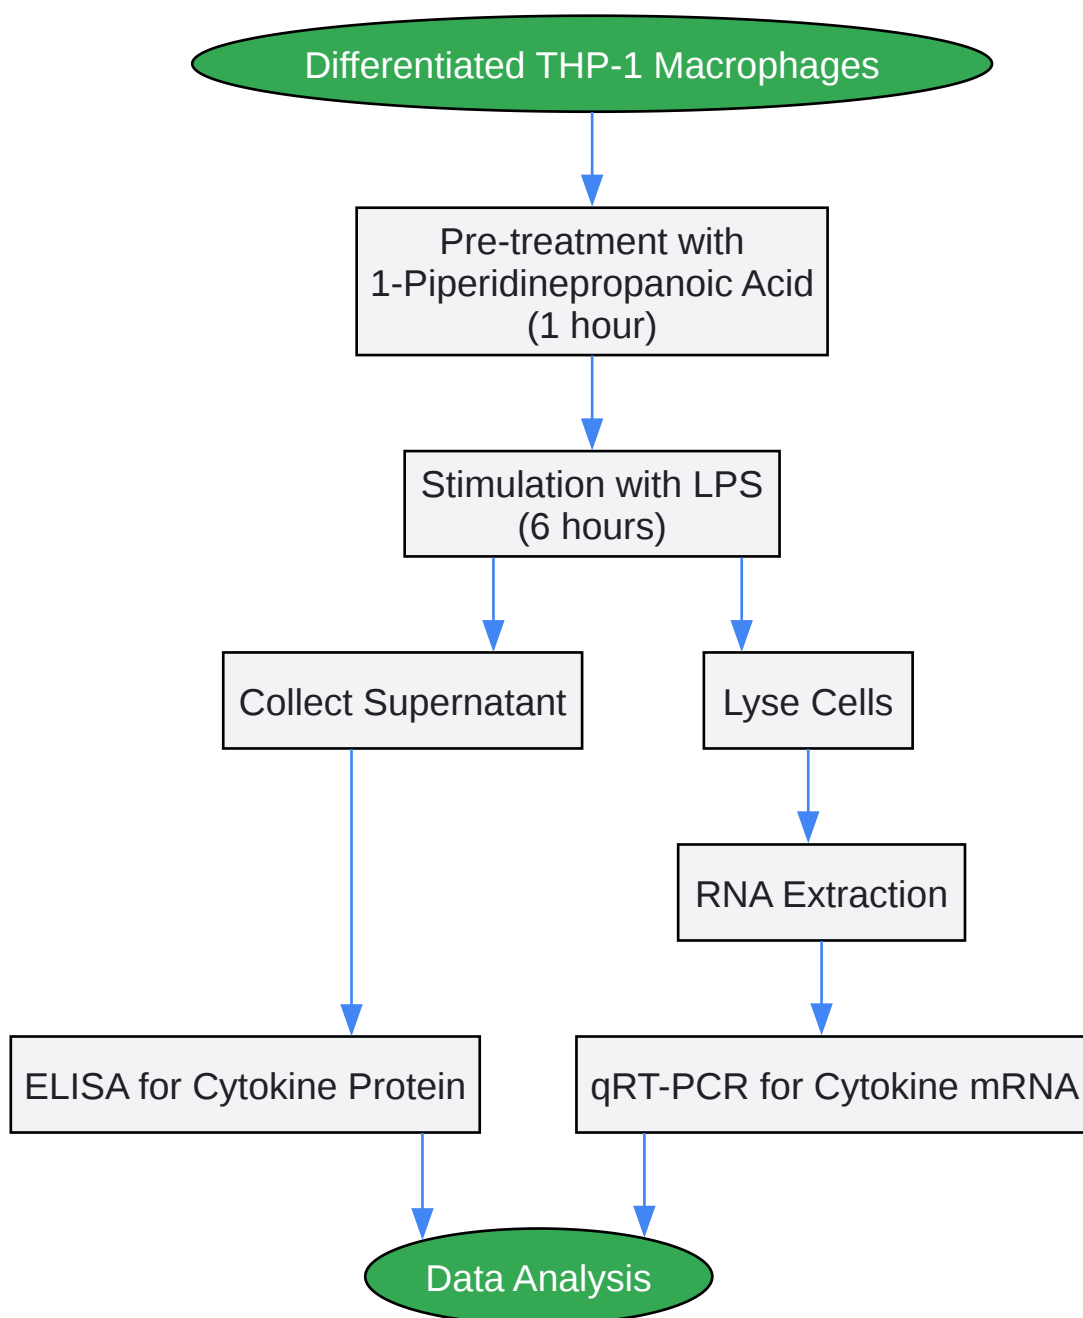 Differentiated THP-1 Macrophages
Pre-treatment with
1-Piperidinepropanoic Acid
(1 hour)
Stimulation with LPS
(6 hours)
Collect Supernatant
Lyse Cells
RNA Extraction
ELISA for Cytokine Protein
qRT-PCR for Cytokine mRNA
Data Analysis